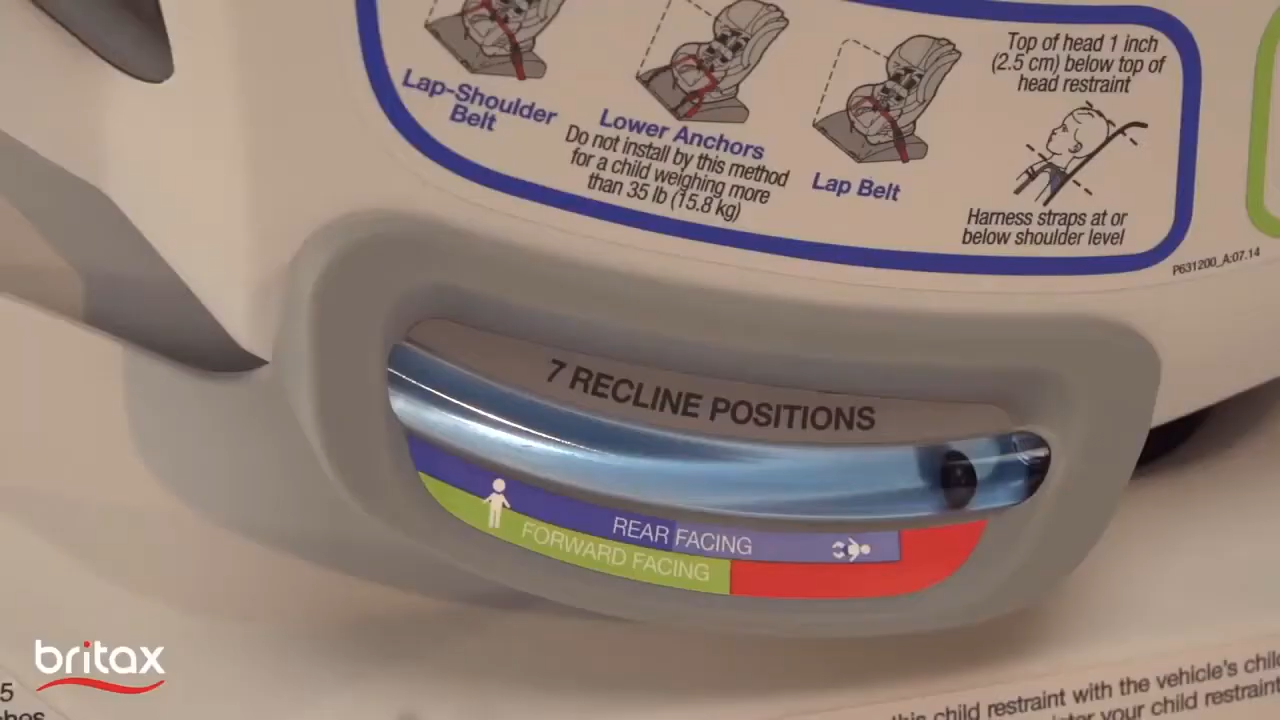 Lap-Shoulder
Belt
Lower Anchors
Do not install by this method
for a child weighing more
than 35 lb (15.8 kg)
Lap Belt
Top of head 1 inch
(2.5 cm) below top of
head restraint
Harness straps at or
below shoulder level
P631200_A:07.14
7 RECLINE POSITIONS
REAR FACING
FORWARD FACING
britax
5
child restraint with the vehicle's
your child